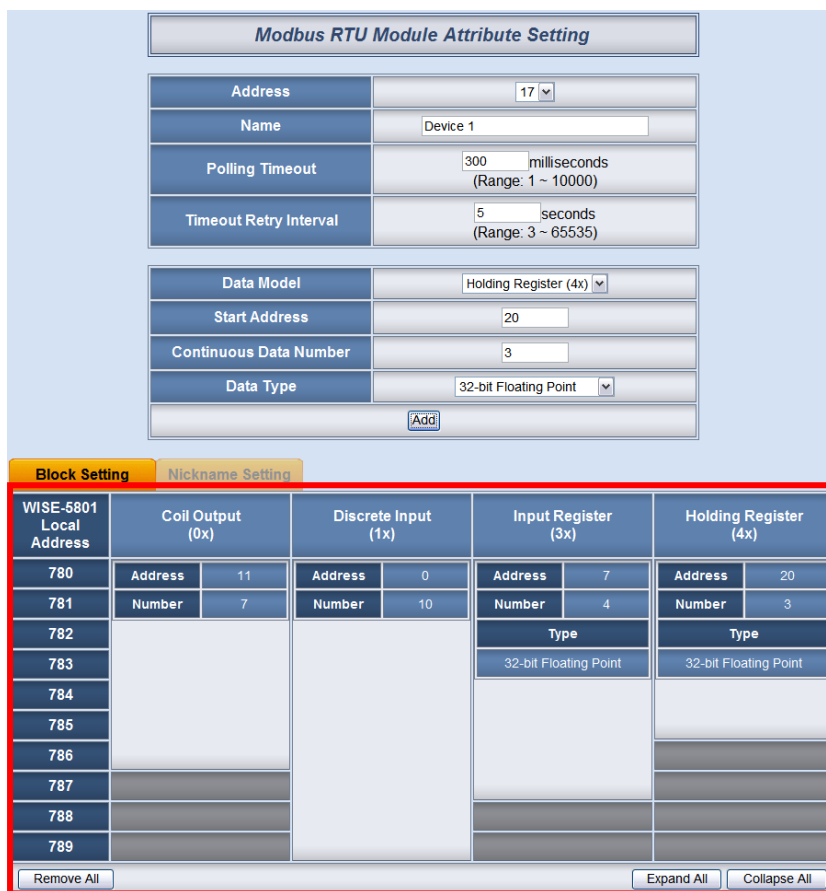 Modbus RTU Module Attribute Setting
Address 17
Name Device 1
Polling Timeout 300 milliseconds
(Range: 1 ~ 10000)
Timeout Retry Interval 5 seconds
(Range: 3 ~ 65535)
Data Model Holding Register (4x)
Start Address 20
Continuous Data Number 3
Data Type 32-bit Floating Point
Add
Block Setting Nickname Setting
WISE-5801 Local Address Coil Output (0x) Discrete Input (1x) Input Register (3x) Holding Register (4x)
780 Address 11 Address 0 Address 7 Address 20
781 Number 7 Number 10 Number 4 Number 3
782 Type Type
783 32-bit Floating Point 32-bit Floating Point
784
785
786
787
788
789
Remove All Expand All Collapse All